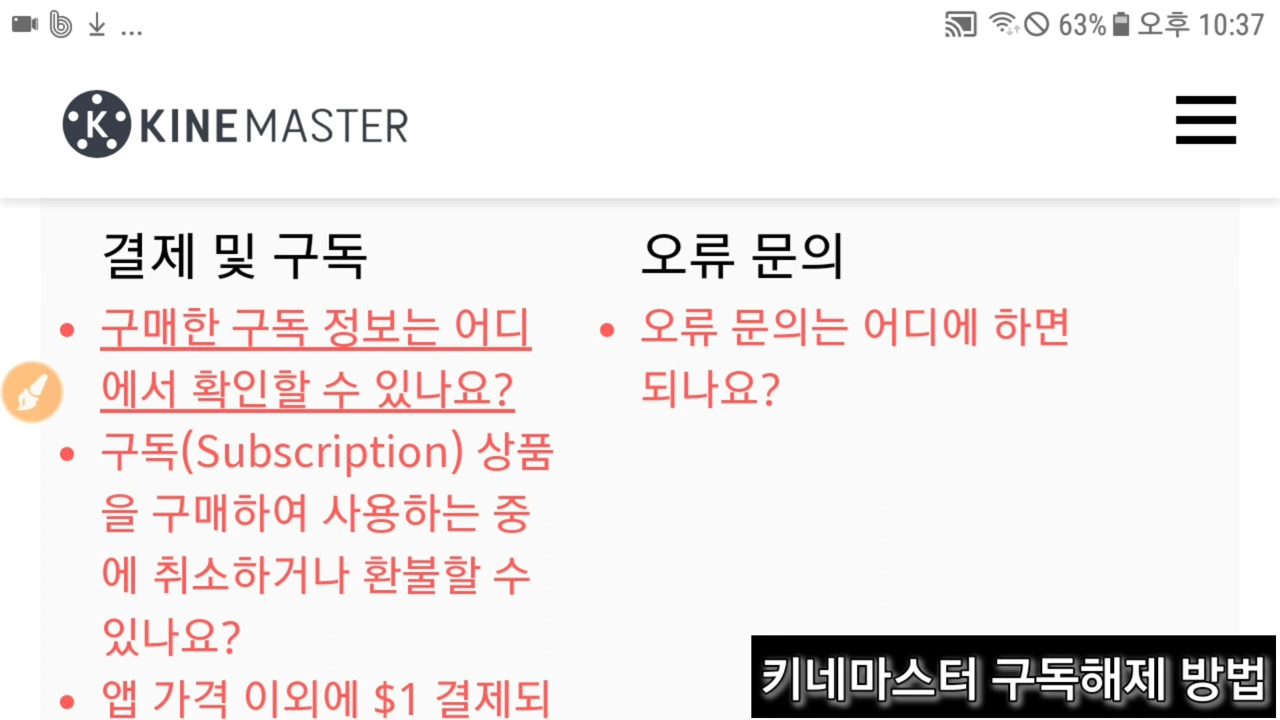 ... 63% 오후 10:37
KINEMASTER
결제 및 구독
구매한 구독 정보는 어디
에서 확인할 수 있나요?
구독(Subscription) 상품
을 구매하여 사용하는 중
에 취소하거나 환불할 수
있나요?
앱 가격 이외에 $1 결제되
오류 문의
오류 문의는 어디에 하면
되나요?
키네마스터 구독해제 방법